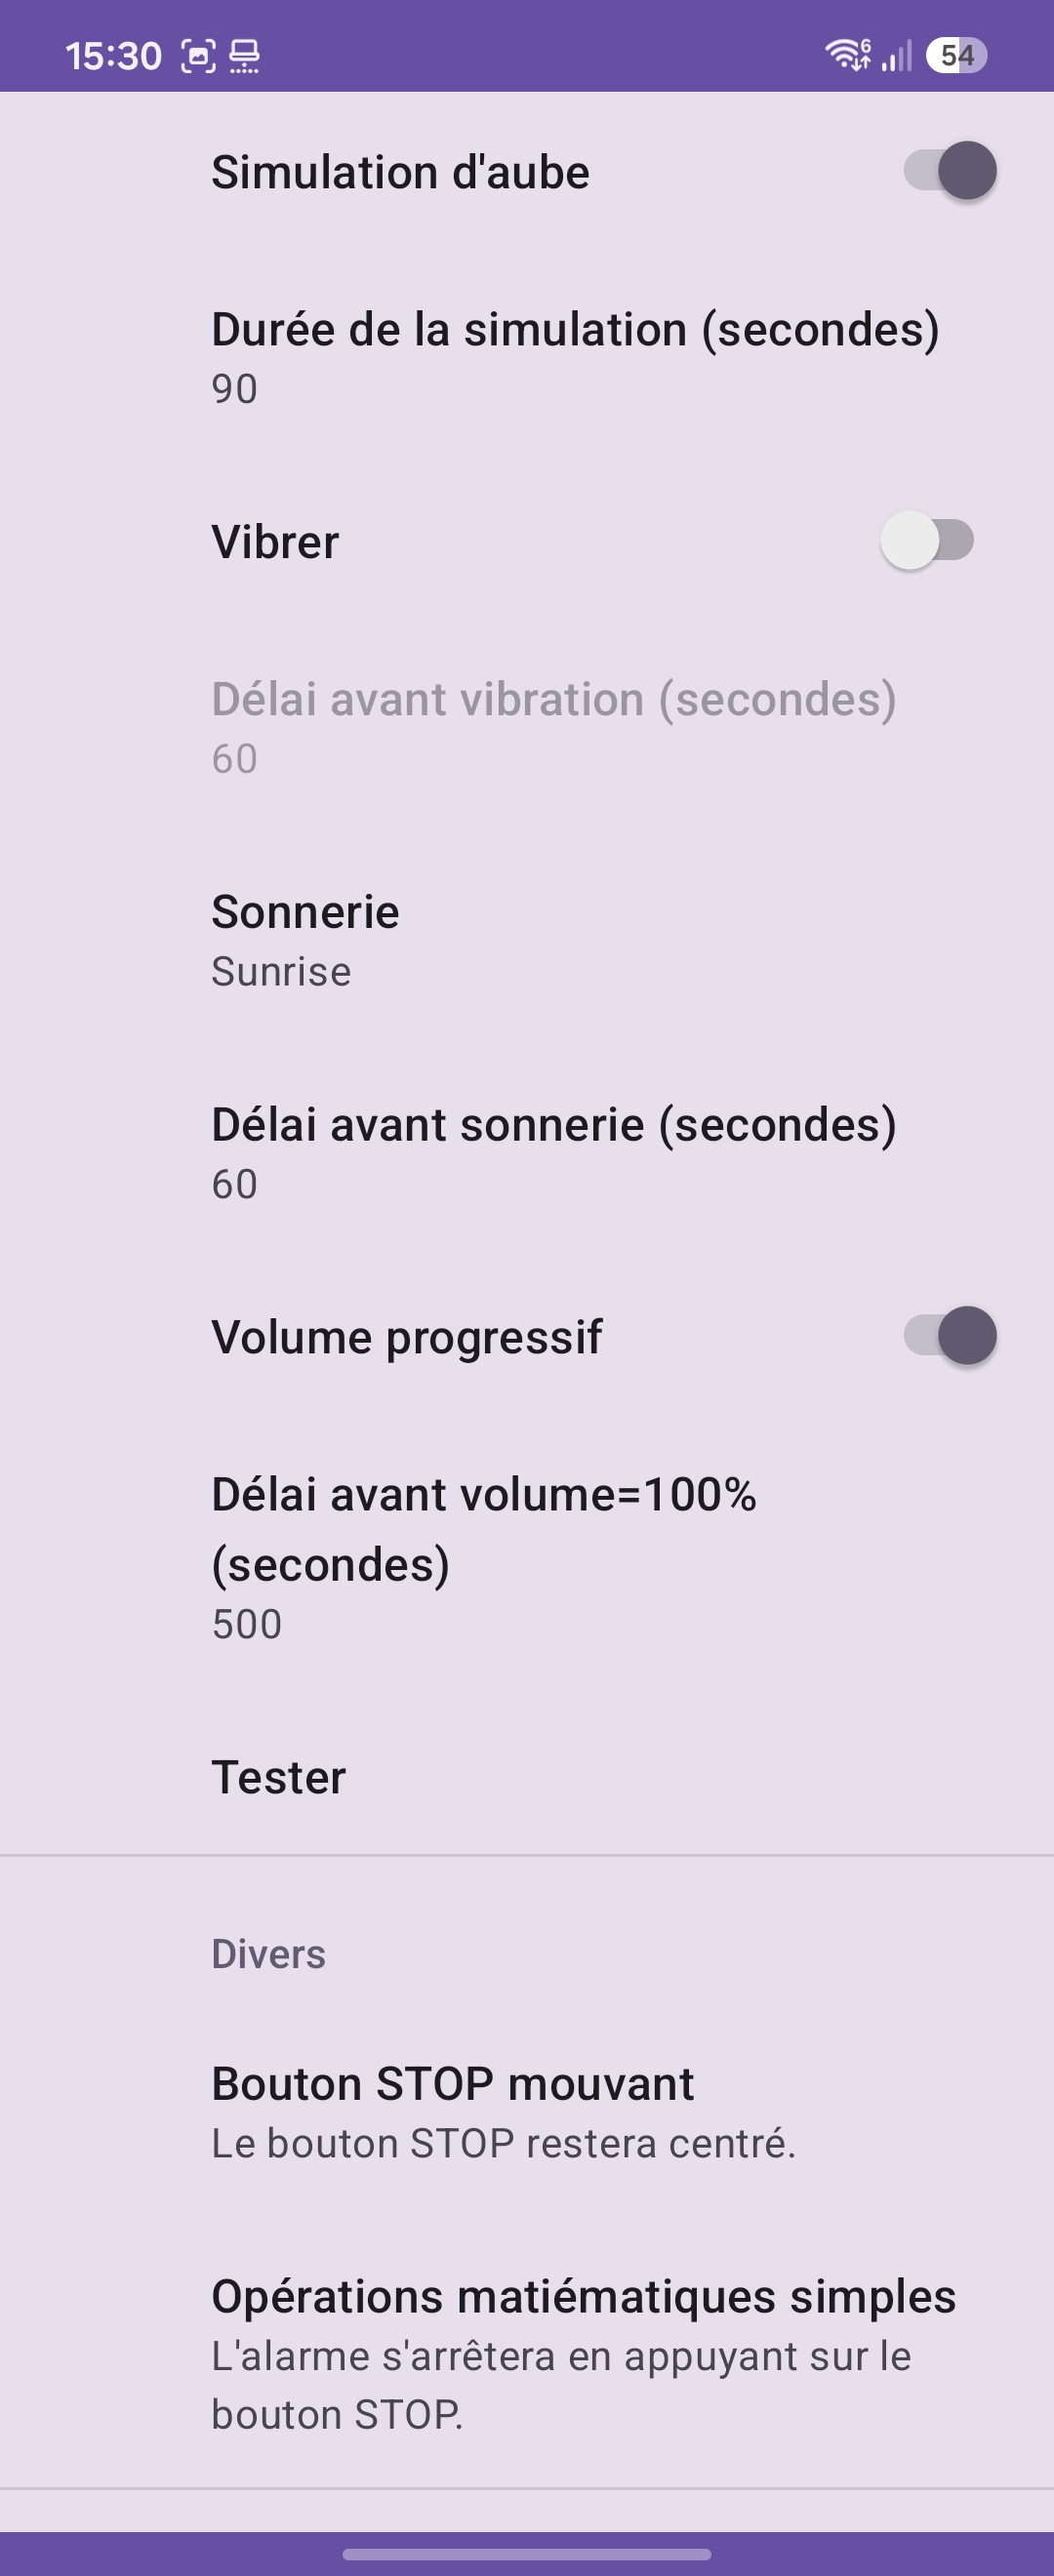 15:30
6
54
Simulation d'aube
Durée de la simulation (secondes)
90
Vibrer
Délai avant vibration (secondes)
60
Sonnerie
Sunrise
Délai avant sonnerie (secondes)
60
Volume progressif
Délai avant volume=100%
(secondes)
500
Tester
Divers
Bouton STOP mouvant
Le bouton STOP restera centré.
Opérations matiématiques simples
L'alarme s'arrêtera en appuyant sur le
bouton STOP.